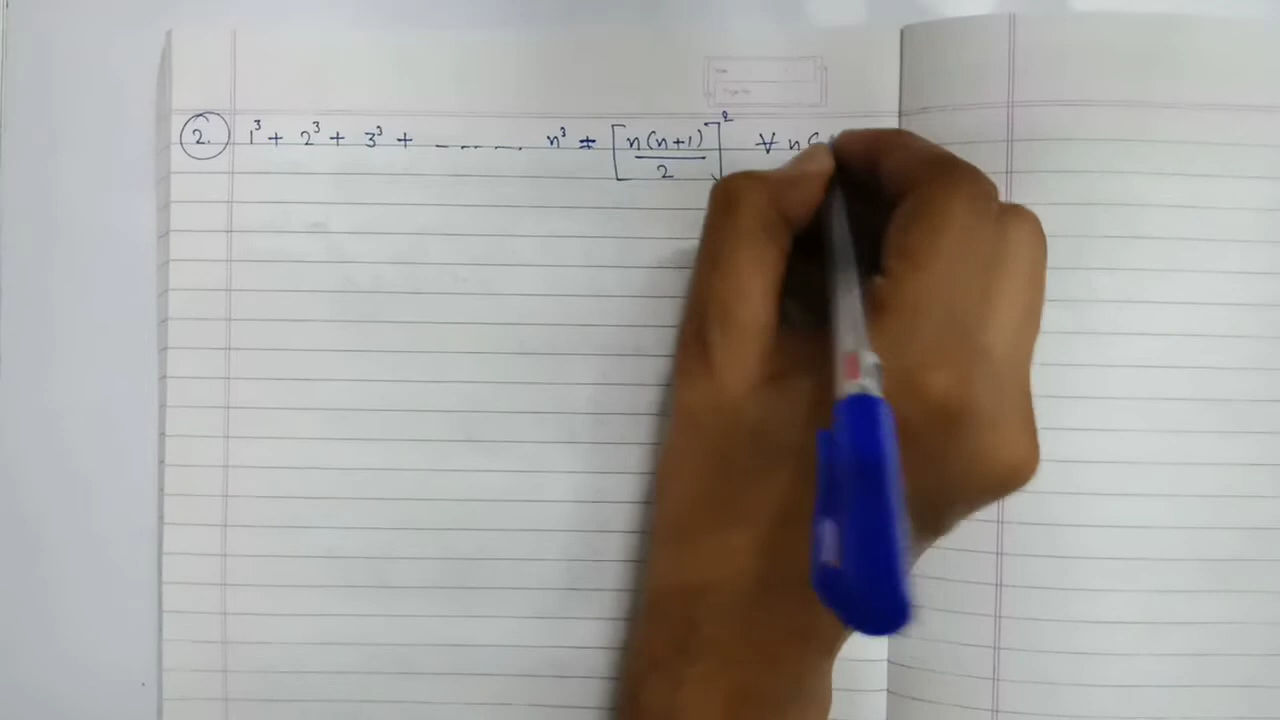 2. 1³ + 2³ + 3³ + ------ n³ = [n(n+1)/2]² ∀ n ∈